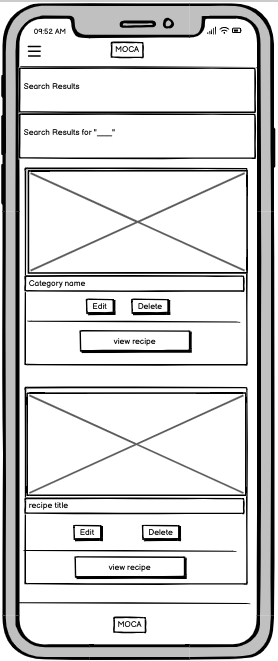 09:52 AM
MOCA
Search Results
Search Results for "____"
Category name
Edit Delete
view recipe
recipe title
Edit Delete
view recipe
MOCA